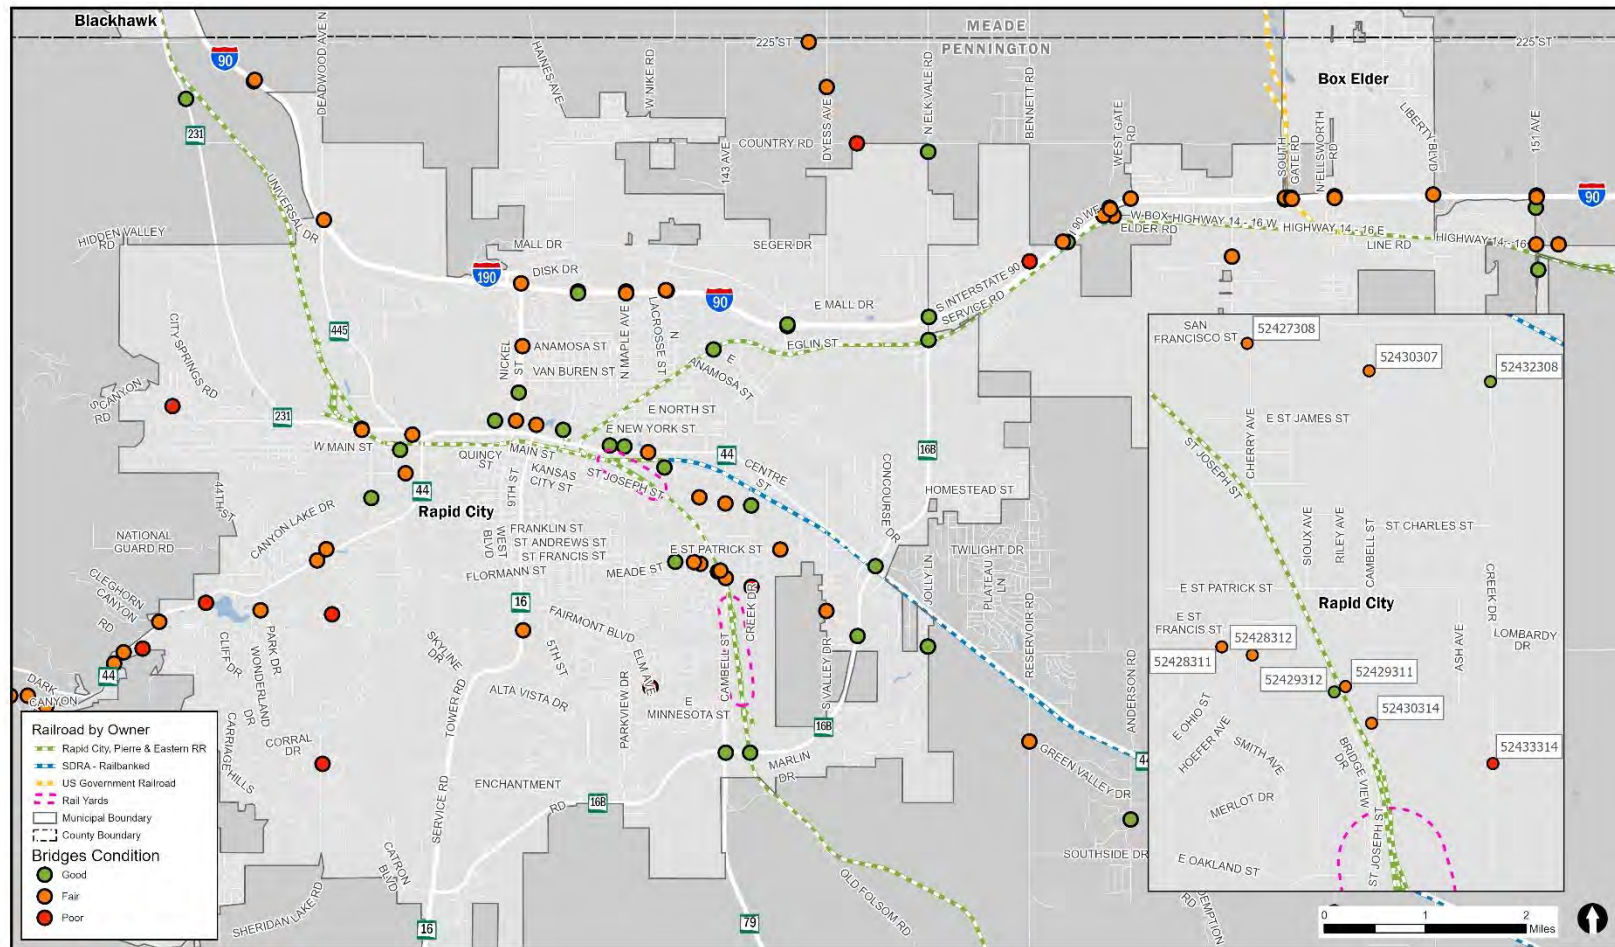 Blackhawk
90
DEADWOOD AVE N
HAINES AVE
W NIKE RD
225 ST
MEADE
PENNINGTON
N ELK VALE RD
BENNETT RD
WEST GATE
RD
Box Elder
SOUTH
GATE RD
N ELLSWORTH
RD
LIBERTY BLVD
225 ST
151 AVE
231
COUNTRY RD
143 AVE
DYESS AVE
UNIVERSAL DR
HIDDEN VALLEY
RD
MALL DR
SEGER DR
190
DISK DR
90
E MALL DR
S INTERSTATE 90
SERVICE RD
I 90 WE
W BOX
ELDER RD
HIGHWAY 14 - 16 W
HIGHWAY 14 - 16 E
LINE RD
HIGHWAY 14 - 16
90
445
CITY SPRINGS RD
S CANYON
RD
NICKEL
ST
ANAMOSA ST
VAN BUREN ST
N MAPLE AVE
N
LACROSSE ST
E
ANAMOSA ST
EGLIN ST
231
W MAIN ST
E NORTH ST
E NEW YORK ST
QUINCY
ST
MAIN ST
KANSAS
CITY ST
ST JOSEPH ST
44
CENTRE
ST
16B
CONCOURSE DR
HOMESTEAD ST
44TH ST
44
Rapid City
9TH ST
CANYON LAKE DR
NATIONAL
GUARD RD
WEST
BLVD
FRANKLIN ST
ST ANDREWS ST
ST FRANCIS ST
FLORMANN ST
MEADE ST
E ST PATRICK ST
JOLLY LN
TWILIGHT DR
PLATEAU
LN
RESERVOIR RD
CLEGHORN
CANYON
RD
16
CLIFF DR
PARK DR
WONDERLAND
DR
SKYLINE
DR
FAIRMONT BLVD
5TH ST
ELM AVE
CAMBELL ST
CREEK DR
S VALLEY DR
ANDERSON RD
44
DARK
CANYON
ALTA VISTA DR
PARKVIEW DR
E
MINNESOTA ST
16B
CARRIAGE
HILLS
DR
CORRAL
DR
TOWER RD
SERVICE RD
ENCHANTMENT
RD
16B
MARLIN
DR
GREEN VALLEY DR
44
SOUTHSIDE DR
CATRON
BLVD
SHERIDAN LAKE RD
16
79
OLD FOLSOM RD
Railroad by Owner
Rapid City, Pierre & Eastern RR
SDRA - Railbanked
US Government Railroad
Rail Yards
Municipal Boundary
County Boundary
Bridges Condition
Good
Fair
Poor
SAN
FRANCISCO ST
52427308
52430307
52432308
CHERRY AVE
E ST JAMES ST
ST JOSEPH ST
SIOUX AVE
RILEY AVE
CAMBELL ST
ST CHARLES ST
E ST PATRICK ST
Rapid City
CREEK DR
E ST
FRANCIS ST
52428312
52428311
52429312
52429311
ASH AVE
LOMBARDY
DR
52430314
E OHIO ST
HOEFER AVE
SMITH AVE
BRIDGE VIEW
DR
52433314
MERLOT DR
ST JOSEPH ST
E OAKLAND ST
RD
0 1 2
Miles